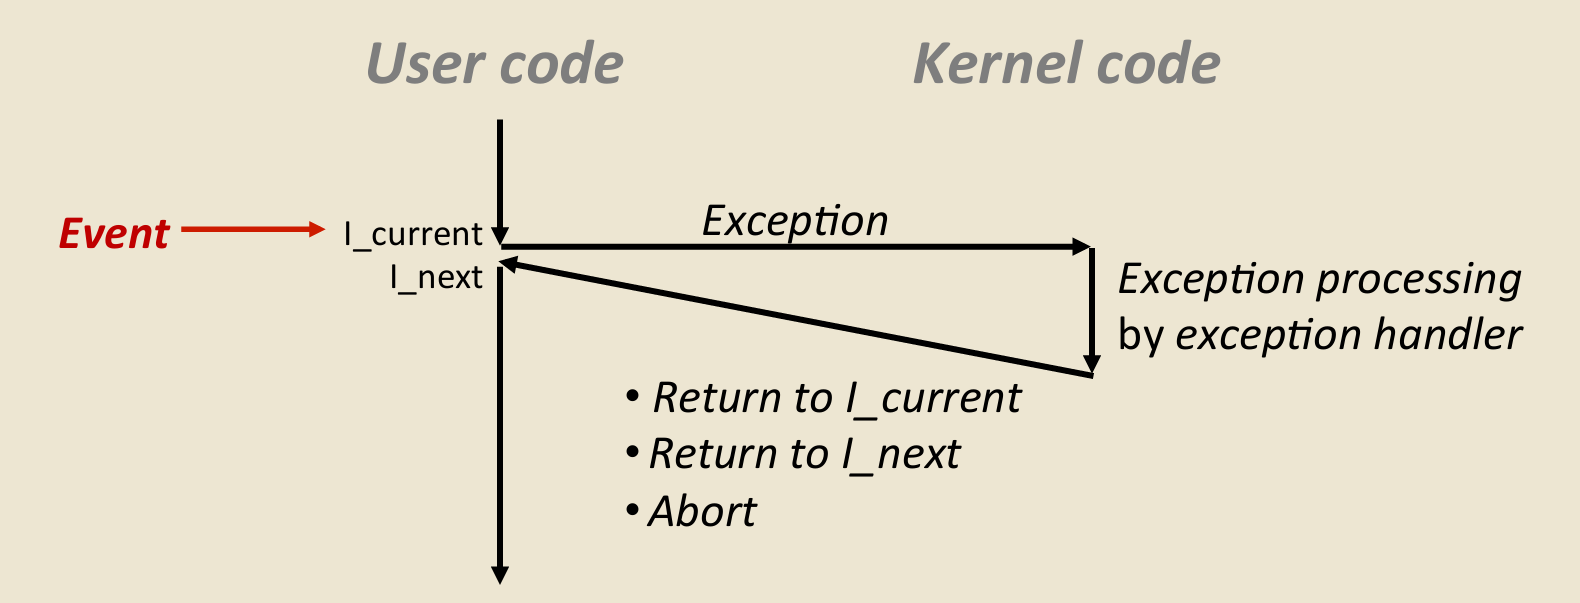 User code
Kernel code
Event
I_current
I_next
Exception
Exception processing
by exception handler
• Return to I_current
• Return to I_next
• Abort